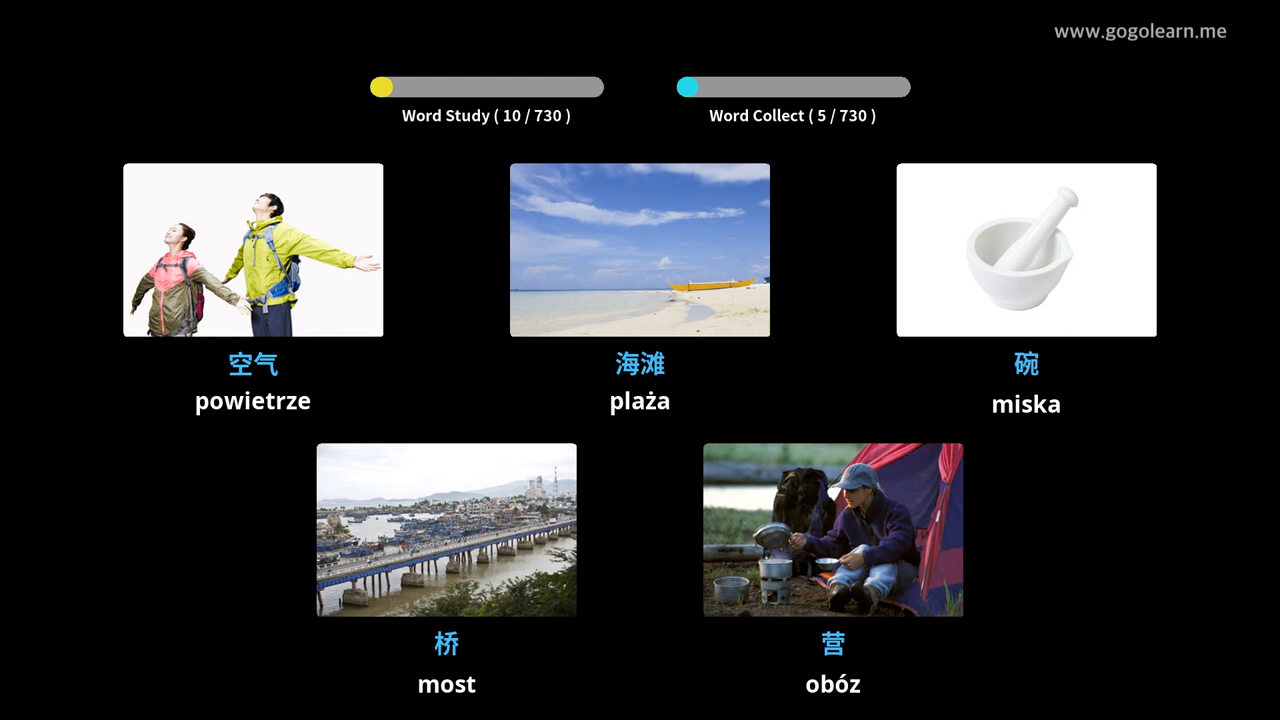 www.gogolearn.me
Word Study ( 10 / 730 )
Word Collect ( 5 / 730 )
空气
powietrze
海滩
plaża
碗
miska
桥
most
营
obóz